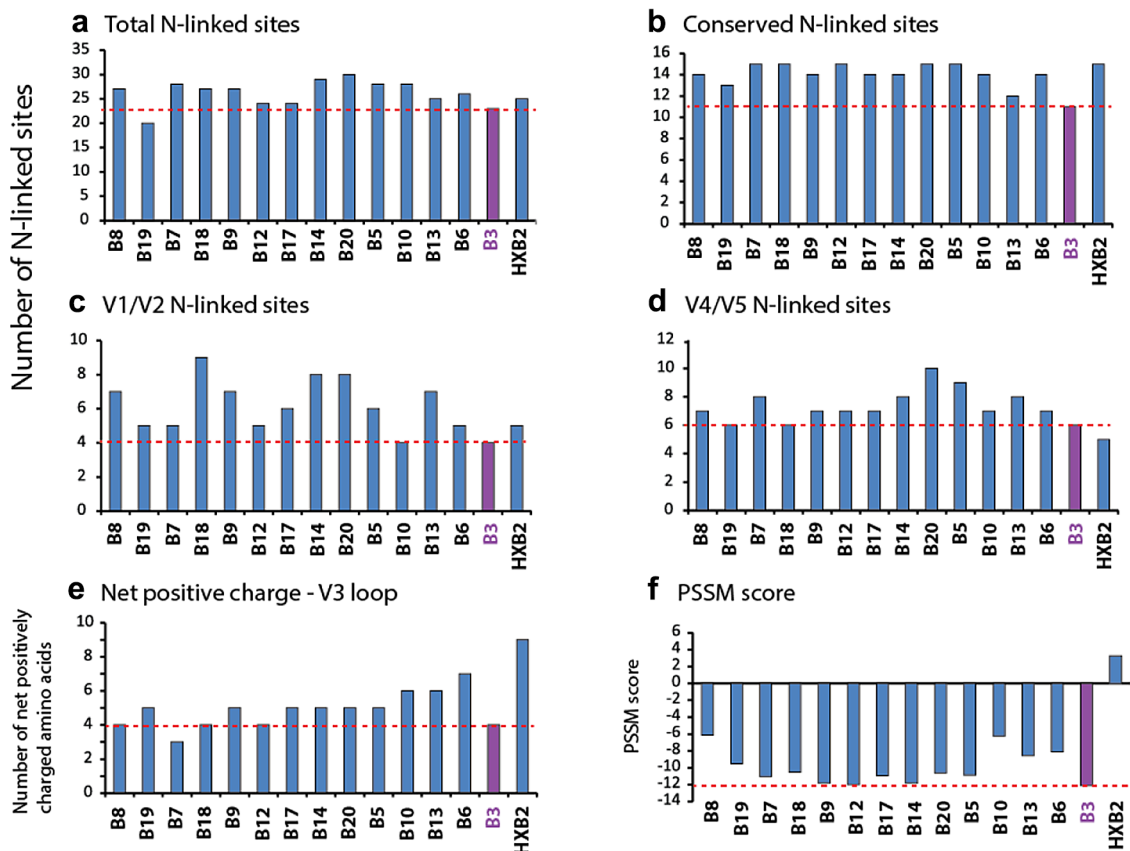 a Total N-linked sites
35
30
25
20
15
10
5
0
B8 B19 B7 B18 B9 B12 B17 B14 B20 B5 B10 B13 B6 B3 HXB2
b Conserved N-linked sites
16
14
12
10
8
6
4
2
0
B8 B19 B7 B18 B9 B12 B17 B14 B20 B5 B10 B13 B6 B3 HXB2
Number of N-linked sites
c V1/V2 N-linked sites
10
8
6
4
2
0
B8 B19 B7 B18 B9 B12 B17 B14 B20 B5 B10 B13 B6 B3 HXB2
d V4/V5 N-linked sites
12
10
8
6
4
2
0
B8 B19 B7 B18 B9 B12 B17 B14 B20 B5 B10 B13 B6 B3 HXB2
e Net positive charge - V3 loop
Number of net positively
charged amino acids
10
8
6
4
2
0
B8 B19 B7 B18 B9 B12 B17 B14 B20 B5 B10 B13 B6 B3 HXB2
f PSSM score
PSSM score
6
4
2
0
-2
-4
-6
-8
-10
-12
-14
B8 B19 B7 B18 B9 B12 B17 B14 B20 B5 B10 B13 B6 B3 HXB2